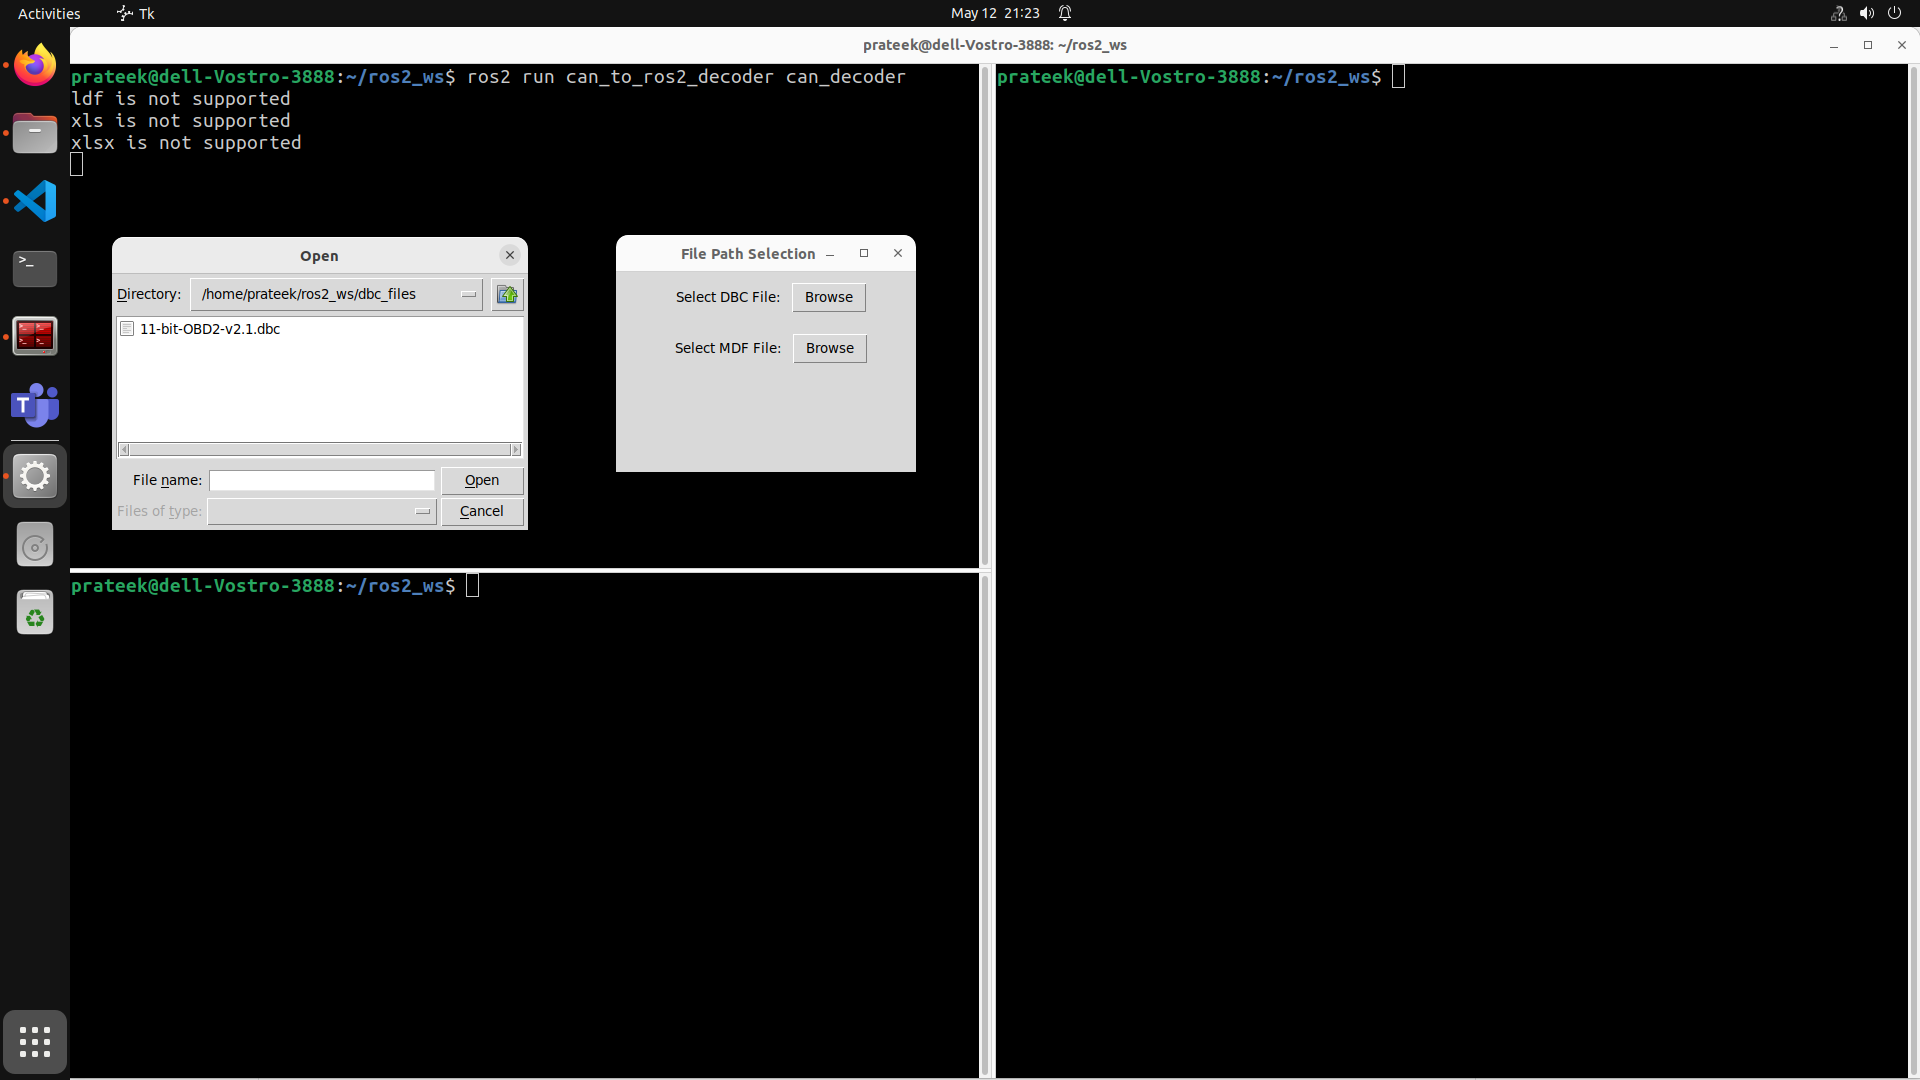 Activities
Tk
May 12 21:23
prateek@dell-Vostro-3888: ~/ros2_ws
prateek@dell-Vostro-3888:~/ros2_ws$ ros2 run can_to_ros2_decoder can_decoder
ldf is not supported
xls is not supported
xlsx is not supported
Open
Directory: /home/prateek/ros2_ws/dbc_files
11-bit-OBD2-v2.1.dbc
File name:
Open
Files of type:
Cancel
File Path Selection
Select DBC File: Browse
Select MDF File: Browse
prateek@dell-Vostro-3888:~/ros2_ws$
prateek@dell-Vostro-3888:~/ros2_ws$